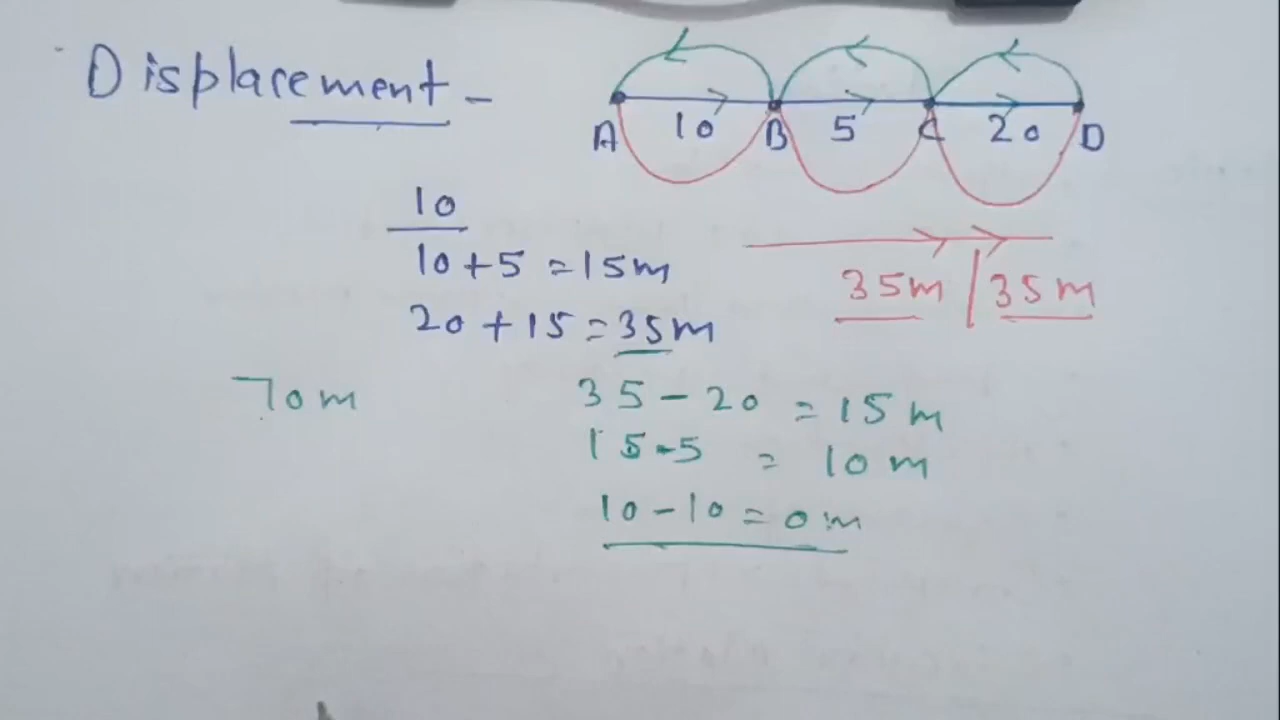 Displacement -
A 10 B 5 C 20 D
10
10 + 5 = 15m
20 + 15 = 35m
35m | 35m
70m
35 - 20 = 15m
15 - 5 = 10m
10 - 10 = 0m